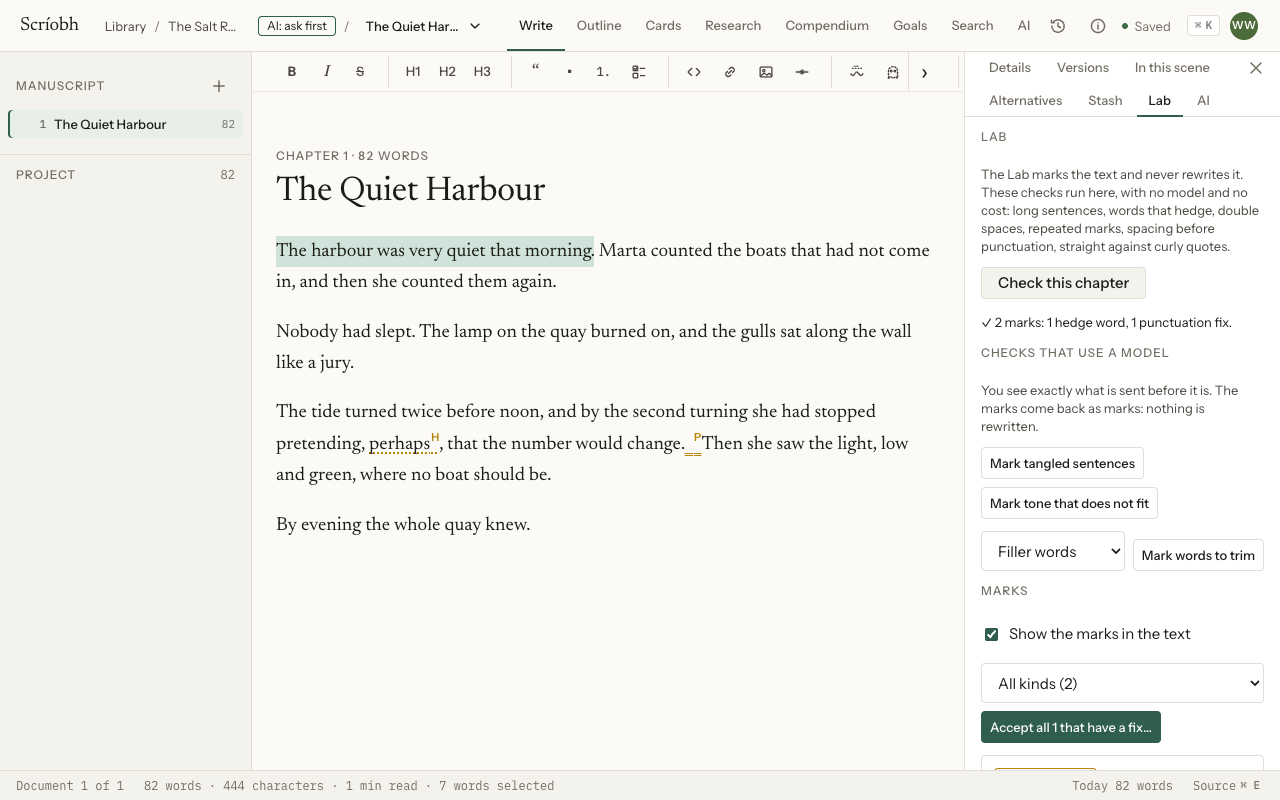 Scríobh
Library / The Salt R... AI: ask first / The Quiet Har...
Write Outline Cards Research Compendium Goals Search AI
Saved ⌘ K WW
MANUSCRIPT +
1 The Quiet Harbour 82
PROJECT 82
B I S H1 H2 H3 “ 1.
CHAPTER 1 · 82 WORDS
The Quiet Harbour
The harbour was very quiet that morning. Marta counted the boats that had not come
in, and then she counted them again.
Nobody had slept. The lamp on the quay burned on, and the gulls sat along the wall
like a jury.
The tide turned twice before noon, and by the second turning she had stopped
pretending, perhapsH, that the number would change. PThen she saw the light, low
and green, where no boat should be.
By evening the whole quay knew.
Details Versions In this scene
Alternatives Stash Lab AI
LAB
The Lab marks the text and never rewrites it.
These checks run here, with no model and no
cost: long sentences, words that hedge, double
spaces, repeated marks, spacing before
punctuation, straight against curly quotes.
Check this chapter
✓ 2 marks: 1 hedge word, 1 punctuation fix.
CHECKS THAT USE A MODEL
You see exactly what is sent before it is. The
marks come back as marks: nothing is
rewritten.
Mark tangled sentences
Mark tone that does not fit
Filler words Mark words to trim
MARKS
Show the marks in the text
All kinds (2)
Accept all 1 that have a fix...
Document 1 of 1 82 words · 444 characters · 1 min read · 7 words selected
Today 82 words Source ⌘ E